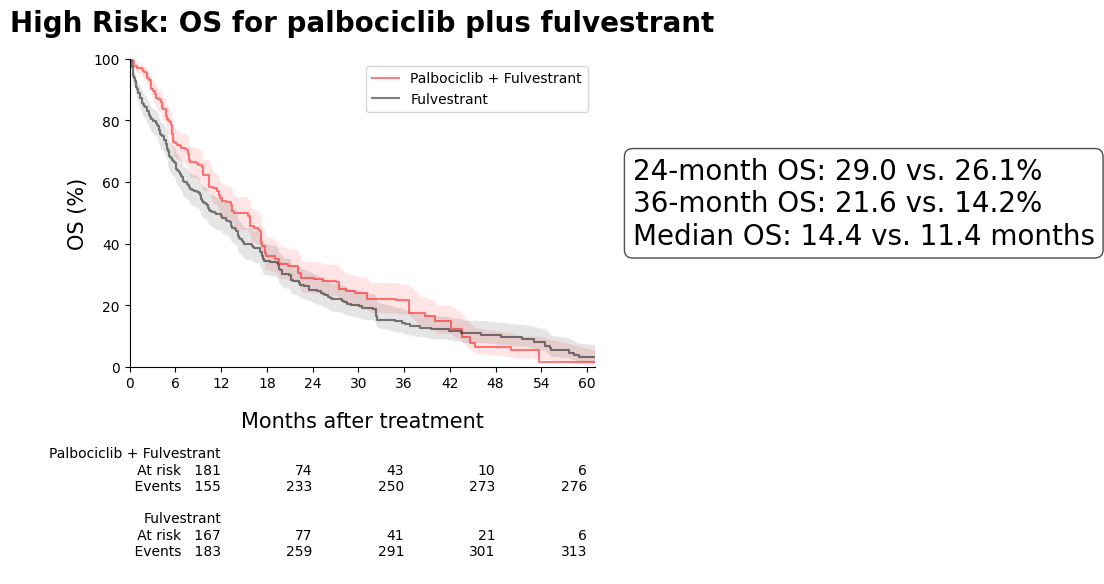 High Risk: OS for palbociclib plus fulvestrant
100
80
60
40
20
0
OS (%)
Palbociclib + Fulvestrant
Fulvestrant
24-month OS: 29.0 vs. 26.1%
36-month OS: 21.6 vs. 14.2%
Median OS: 14.4 vs. 11.4 months
0 6 12 18 24 30 36 42 48 54 60
Months after treatment
Palbociclib + Fulvestrant
At risk 181 74 43 10 6
Events 155 233 250 273 276
Fulvestrant
At risk 167 77 41 21 6
Events 183 259 291 301 313